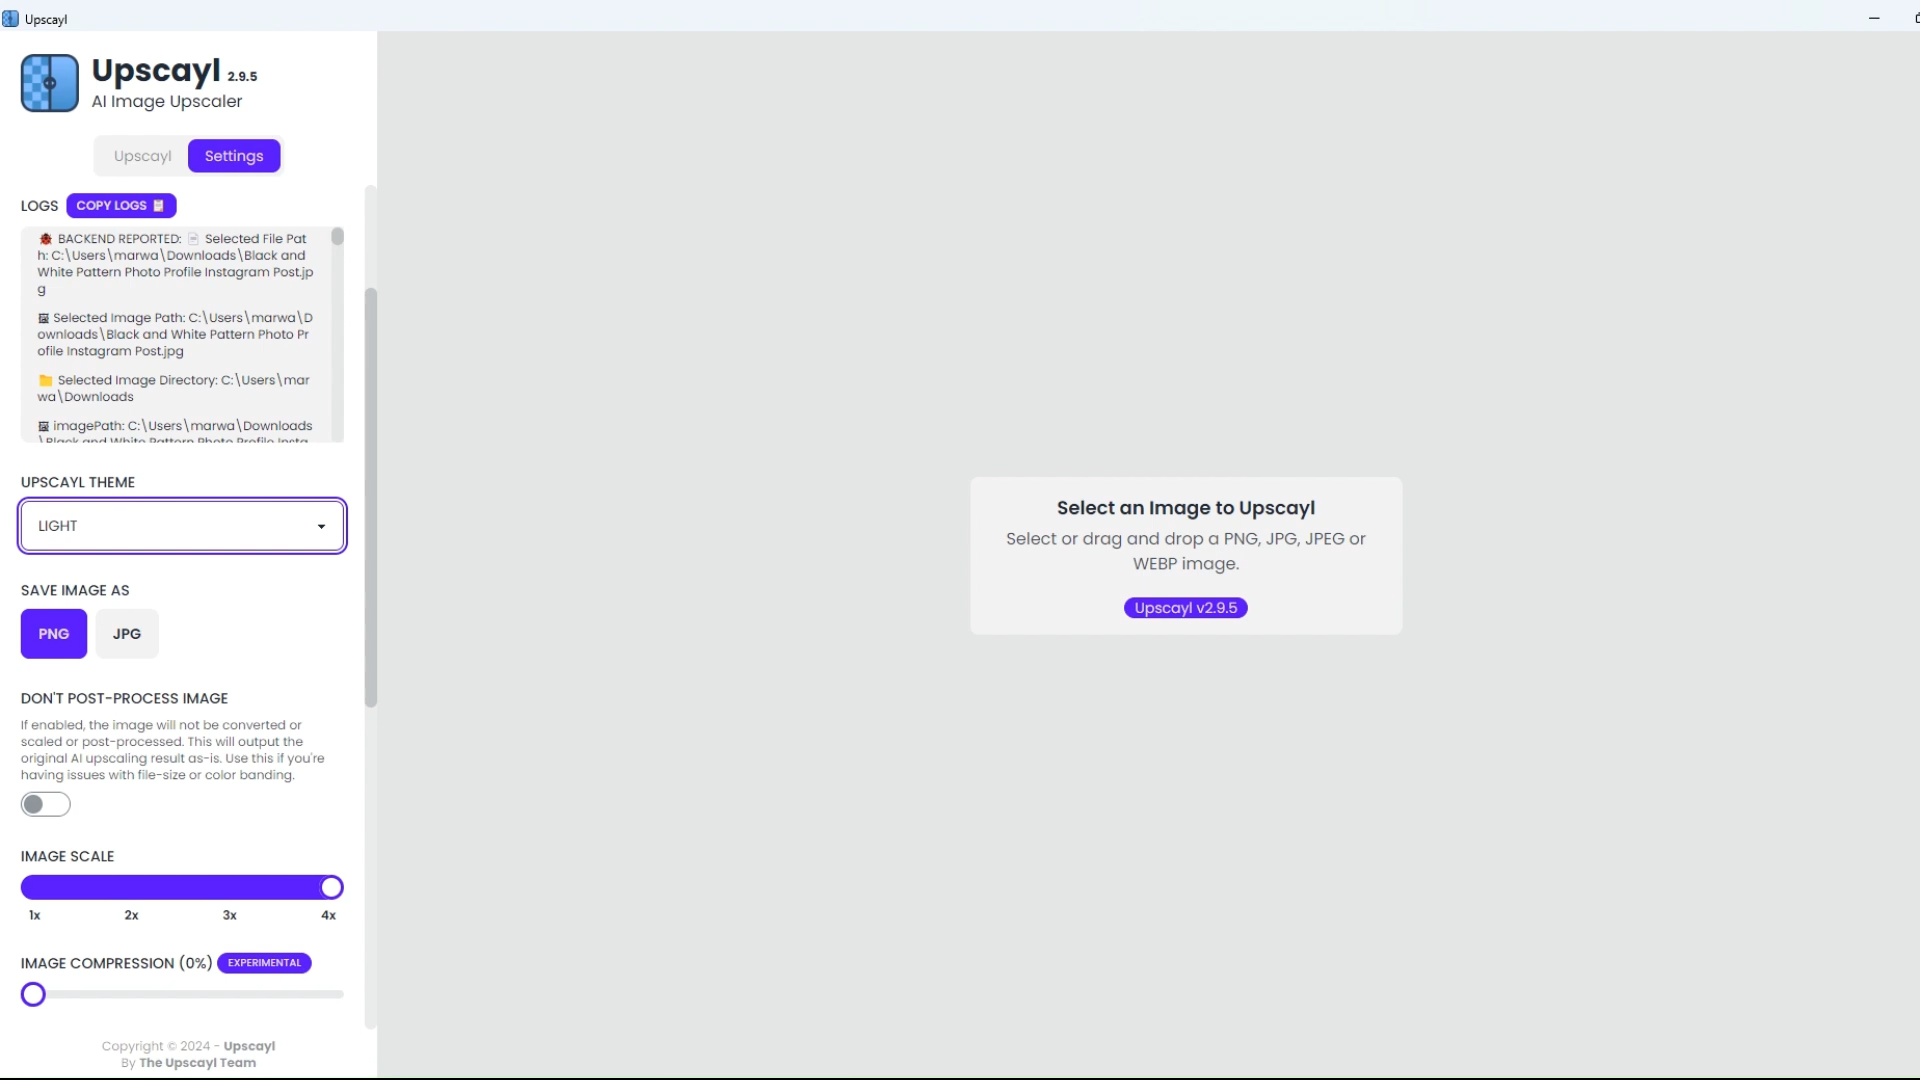 Upscayl
Upscayl 2.9.5
AI Image Upscaler
Upscayl
Settings
LOGS
COPY LOGS 📋
🐞 BACKEND REPORTED: 📄 Selected File Pat
h: C:\Users\marwa\Downloads\Black and
White Pattern Photo Profile Instagram Post.jp
g
🖼 Selected Image Path: C:\Users\marwa\D
ownloads\Black and White Pattern Photo Pr
ofile Instagram Post.jpg
📁 Selected Image Directory: C:\Users\mar
wa\Downloads
🖼 imagePath: C:\Users\marwa\Downloads
\Black and White Pattern Photo Profile Insta
UPSCAYL THEME
LIGHT
SAVE IMAGE AS
PNG
JPG
DON'T POST-PROCESS IMAGE
If enabled, the image will not be converted or
scaled or post-processed. This will output the
original AI upscaling result as-is. Use this if you're
having issues with file-size or color banding.
IMAGE SCALE
1x 2x 3x 4x
IMAGE COMPRESSION (0%) EXPERIMENTAL
Copyright © 2024 - Upscayl
By The Upscayl Team
Select an Image to Upscayl
Select or drag and drop a PNG, JPG, JPEG or
WEBP image.
Upscayl v2.9.5